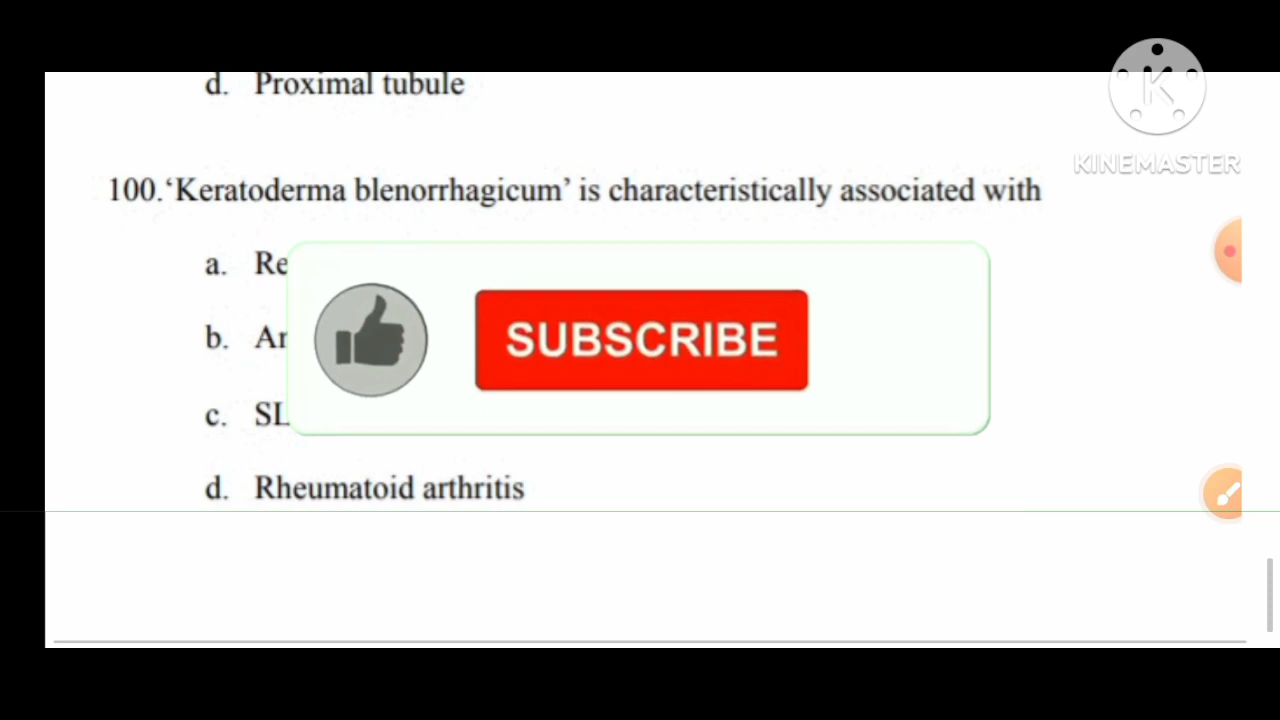 d. Proximal tubule
KINEMASTER
100.‘Keratoderma blenorrhagicum’ is characteristically associated with
a. Re
b. Ar
c. SL
SUBSCRIBE
d. Rheumatoid arthritis